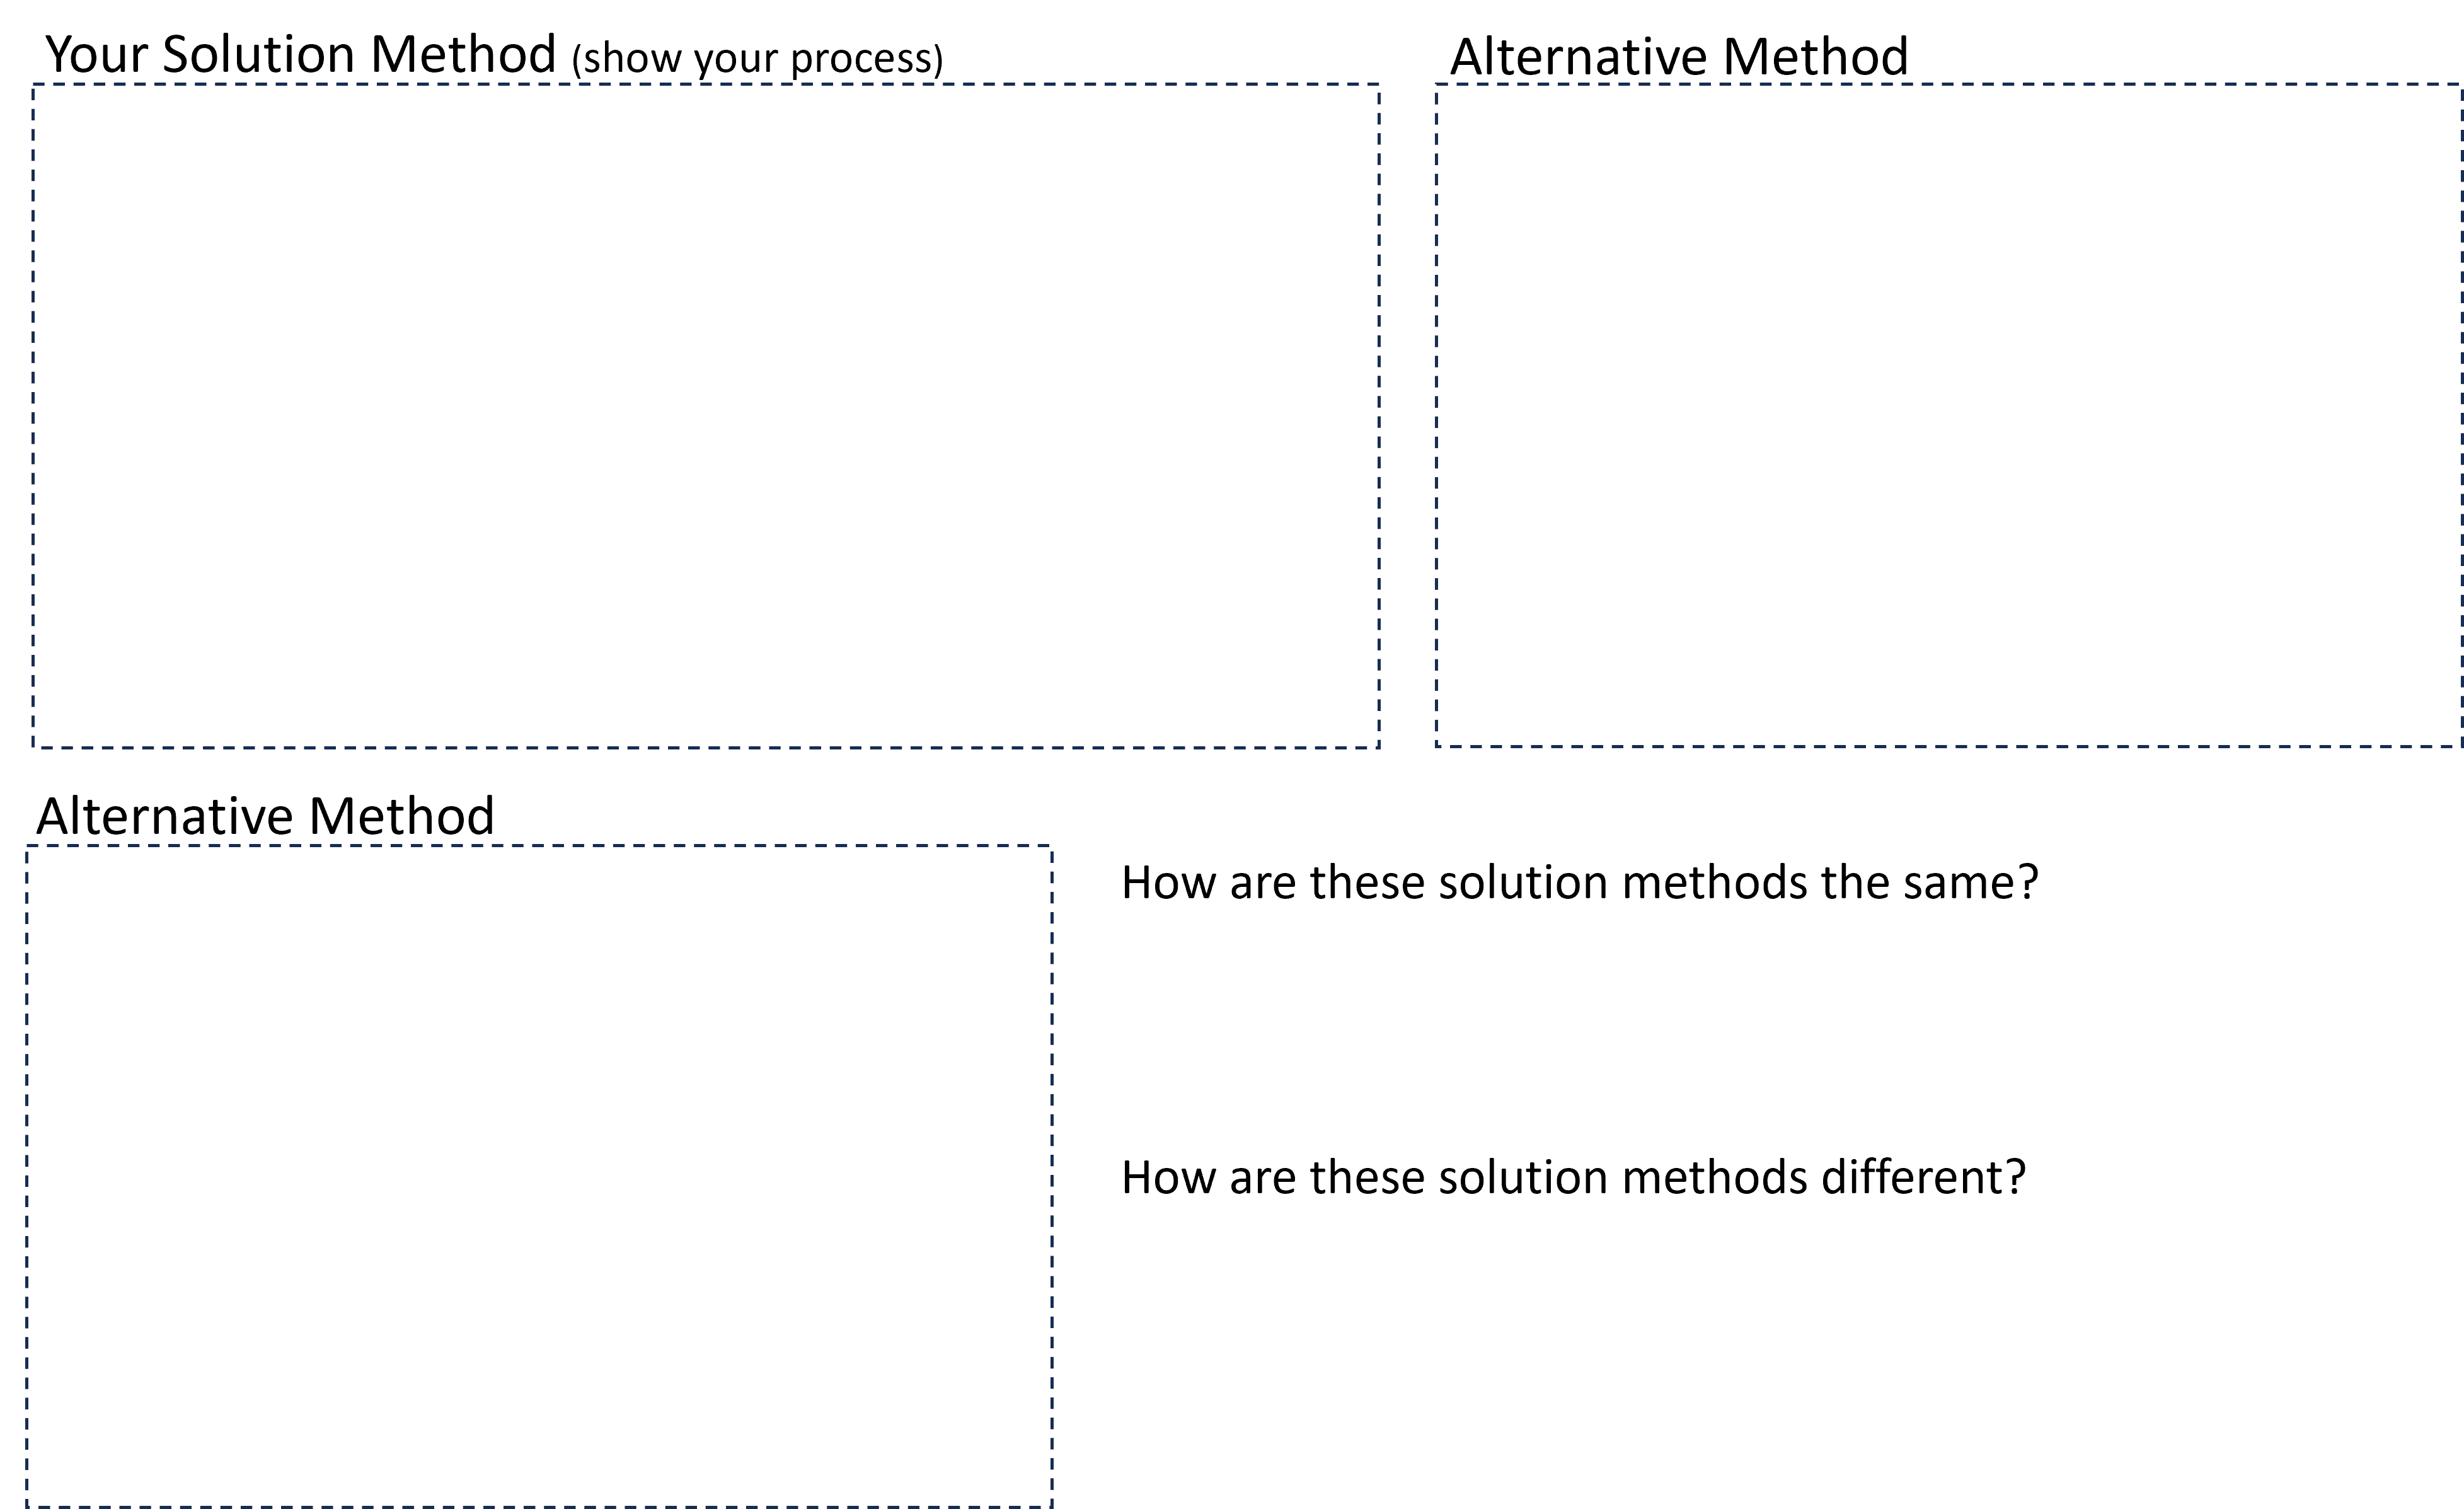 Your Solution Method (show your process)
Alternative Method
Alternative Method
How are these solution methods the same?
How are these solution methods different?